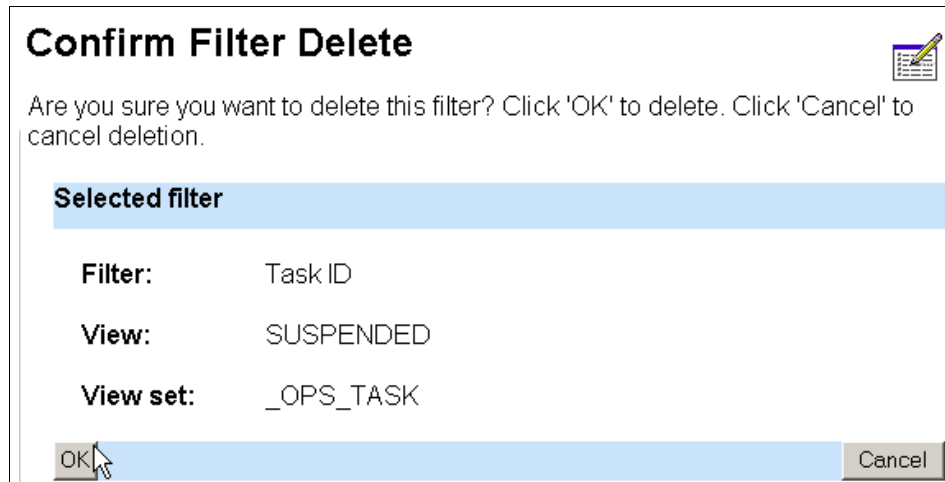 Confirm Filter Delete
Are you sure you want to delete this filter? Click 'OK' to delete. Click 'Cancel' to
cancel deletion.
Selected filter
Filter: Task ID
View: SUSPENDED
View set: _OPS_TASK
OK Cancel